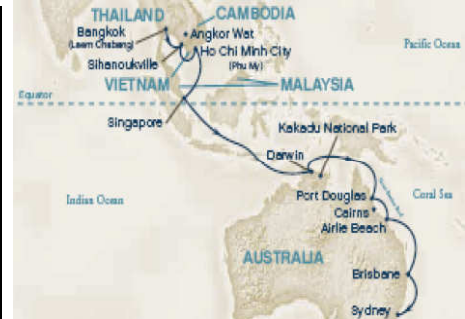 THAILAND
CAMBODIA
Bangkok
(Laem Chabang)
Angkor Wat
Ho Chi Minh City
(Phu My)
Sihanoukville
Pacific Ocean
VIETNAM
MALAYSIA
Equator
Singapore
Kakadu National Park
Darwin
Indian Ocean
Port Douglas
Coral Sea
Cairns
Airlie Beach
AUSTRALIA
Brisbane
Sydney